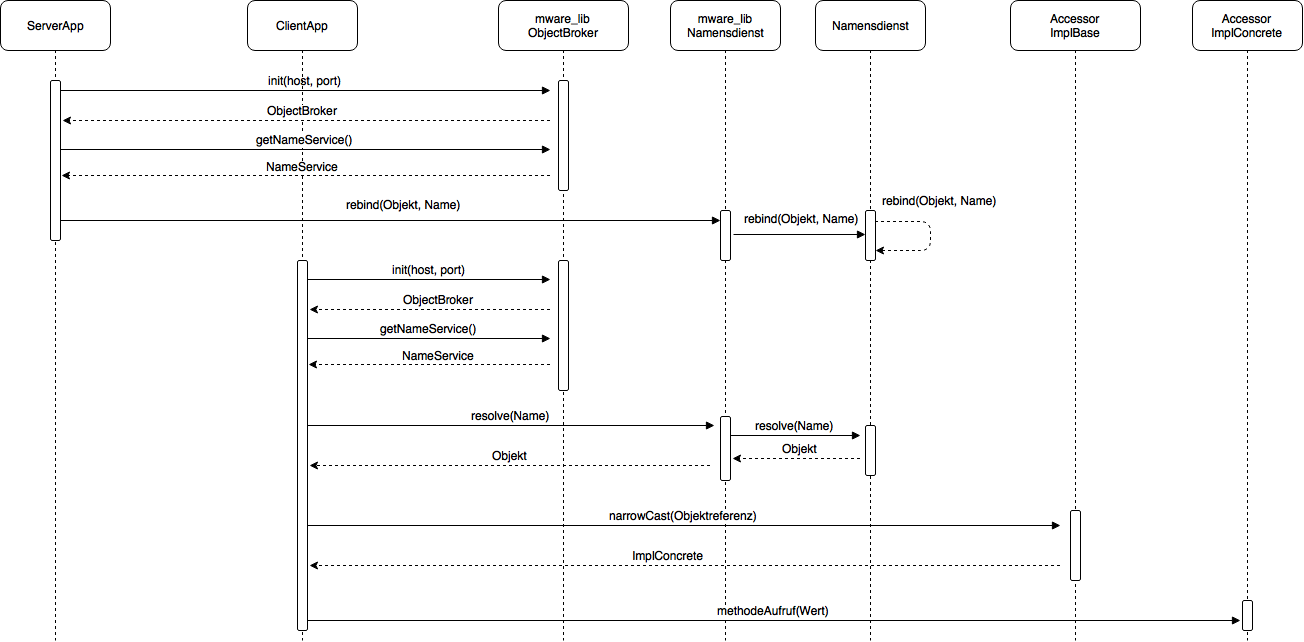 ServerApp
ClientApp
mware_lib
ObjectBroker
mware_lib
Namensdienst
Namensdienst
Accessor
ImplBase
Accessor
ImplConcrete
init(host, port)
ObjectBroker
getNameService()
NameService
rebind(Objekt, Name)
rebind(Objekt, Name)
rebind(Objekt, Name)
init(host, port)
ObjectBroker
getNameService()
NameService
resolve(Name)
resolve(Name)
Objekt
Objekt
narrowCast(Objektreferenz)
ImplConcrete
methodeAufruf(Wert)